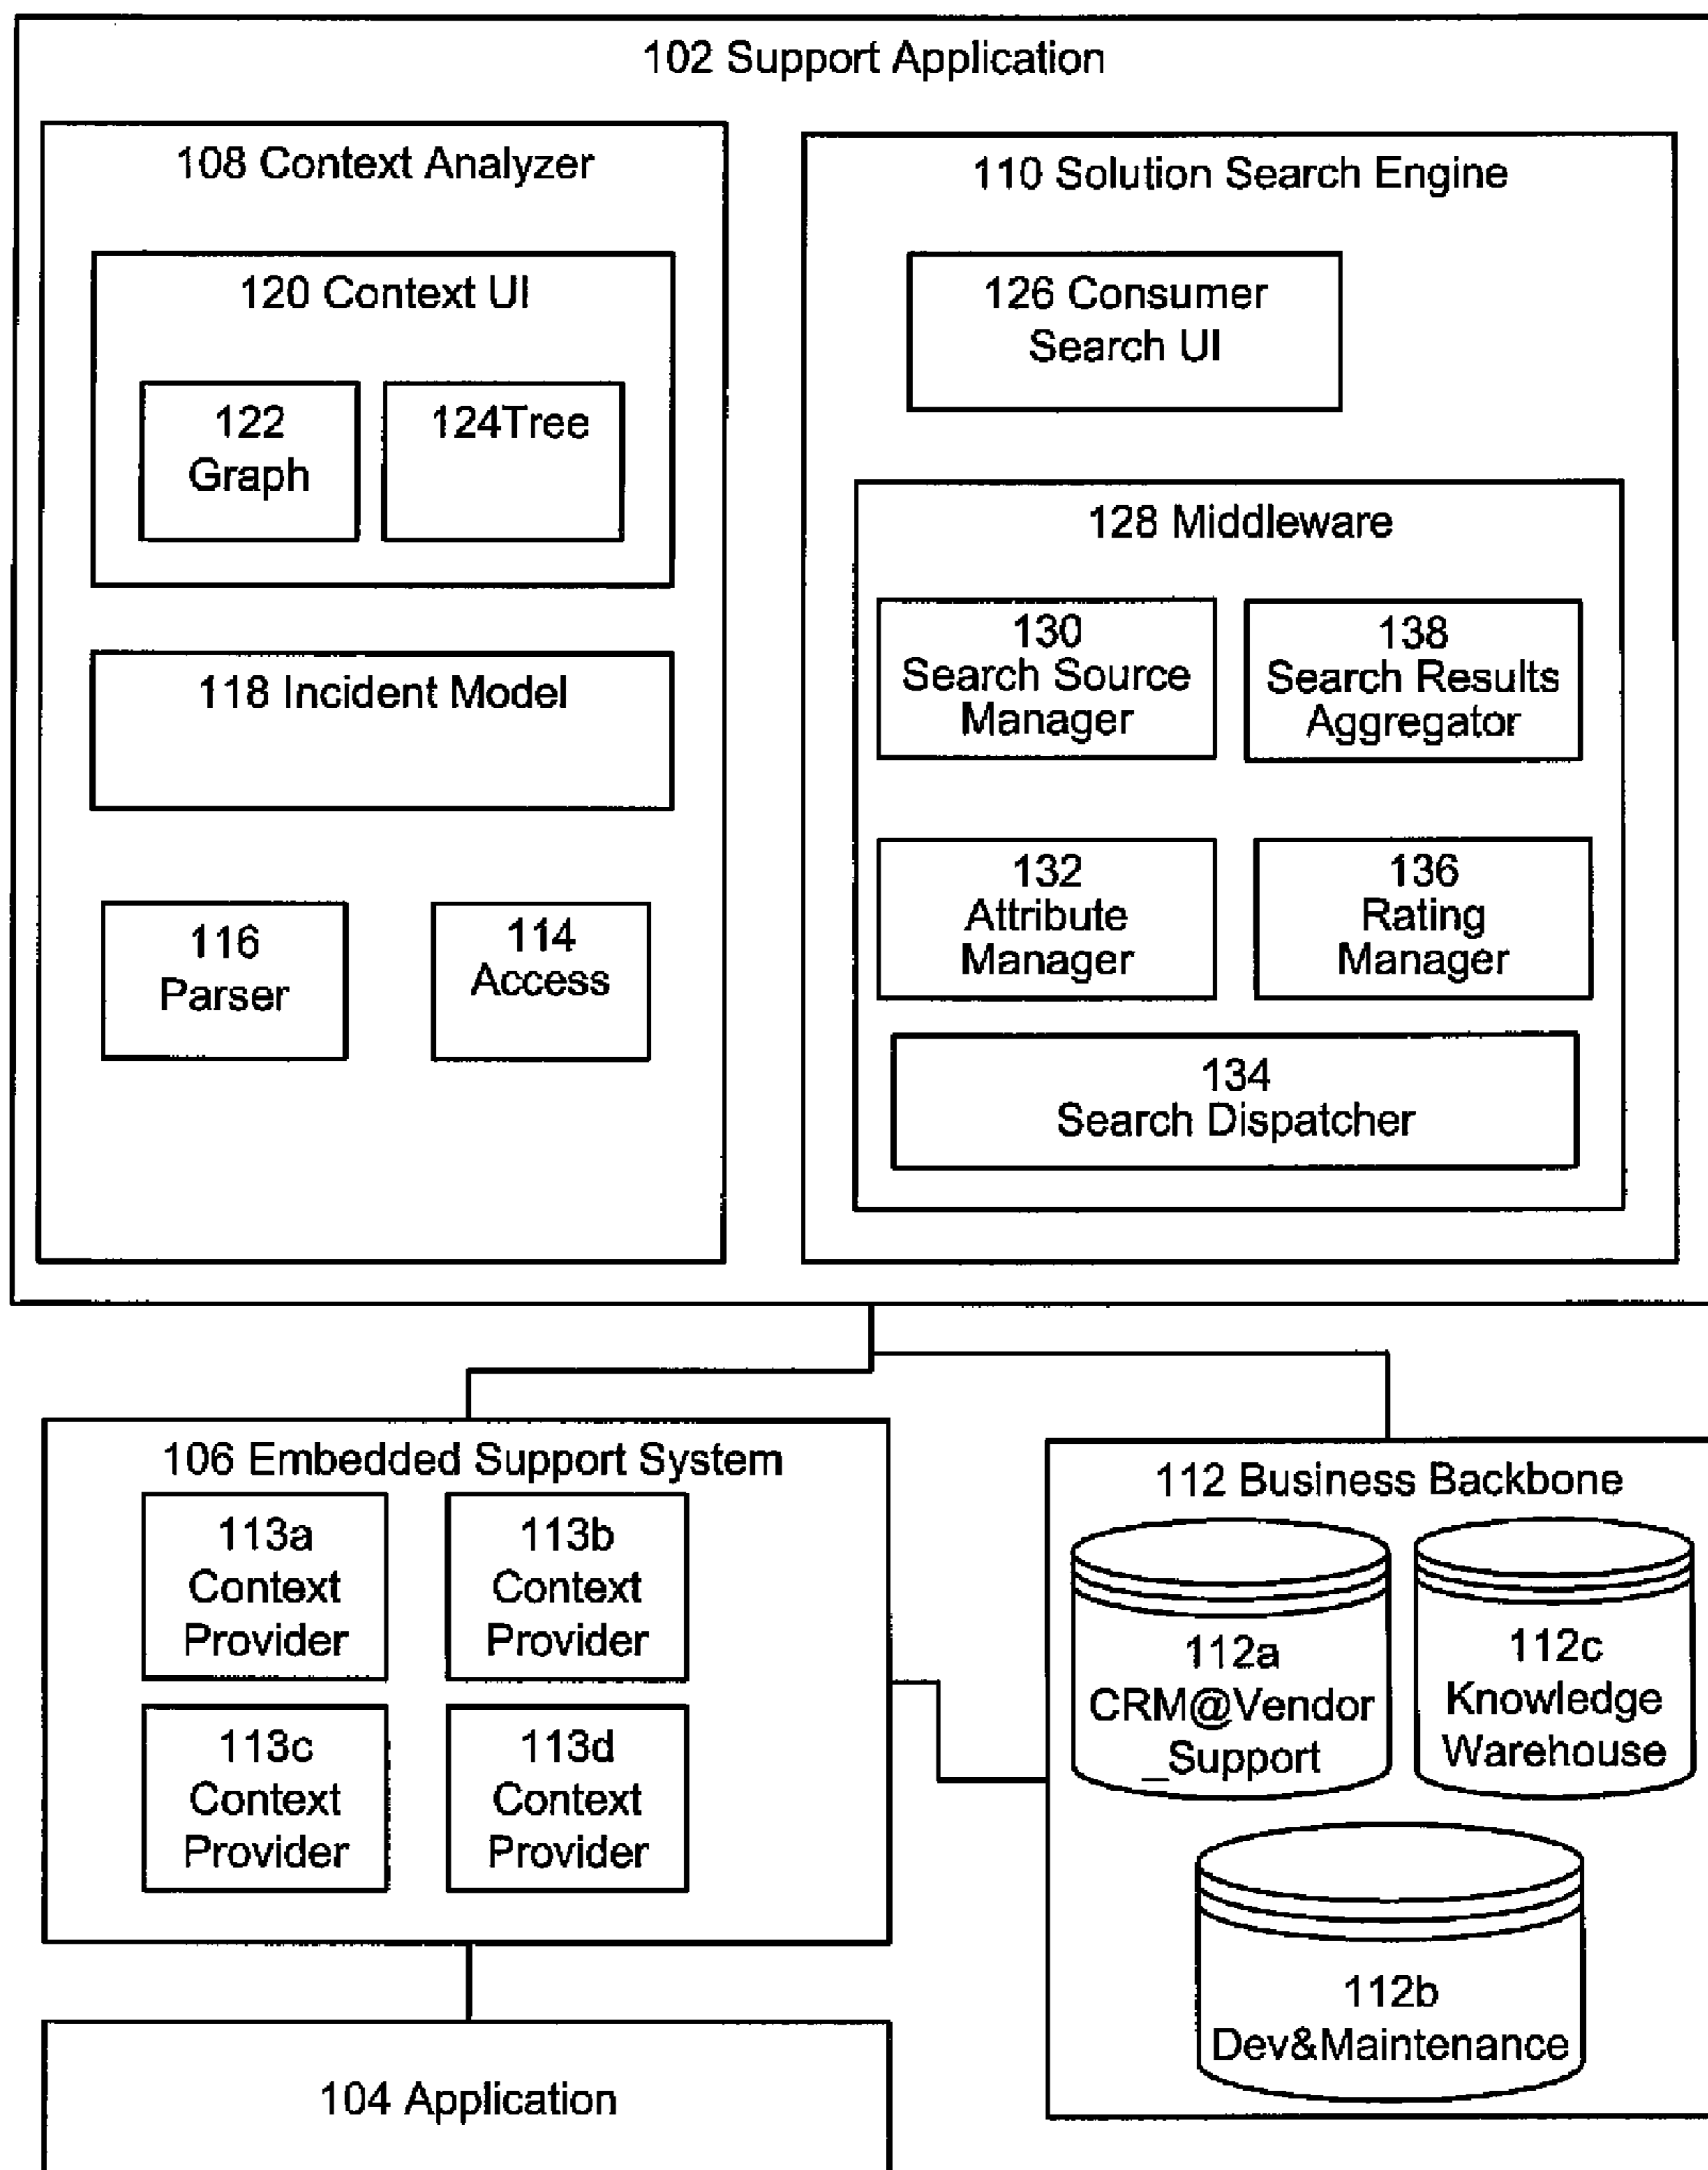 102 Support Application
108 Context Analyzer
120 Context UI
122
Graph
124Tree
118 Incident Model
116
Parser
114
Access
110 Solution Search Engine
126 Consumer
Search UI
128 Middleware
130
Search Source
Manager
138
Search Results
Aggregator
132
Attribute
Manager
136
Rating
Manager
134
Search Dispatcher
106 Embedded Support System
113a
Context
Provider
113b
Context
Provider
113c
Context
Provider
113d
Context
Provider
112 Business Backbone
112a
CRM@Vendor
_Support
112c
Knowledge
Warehouse
112b
Dev&Maintenance
104 Application